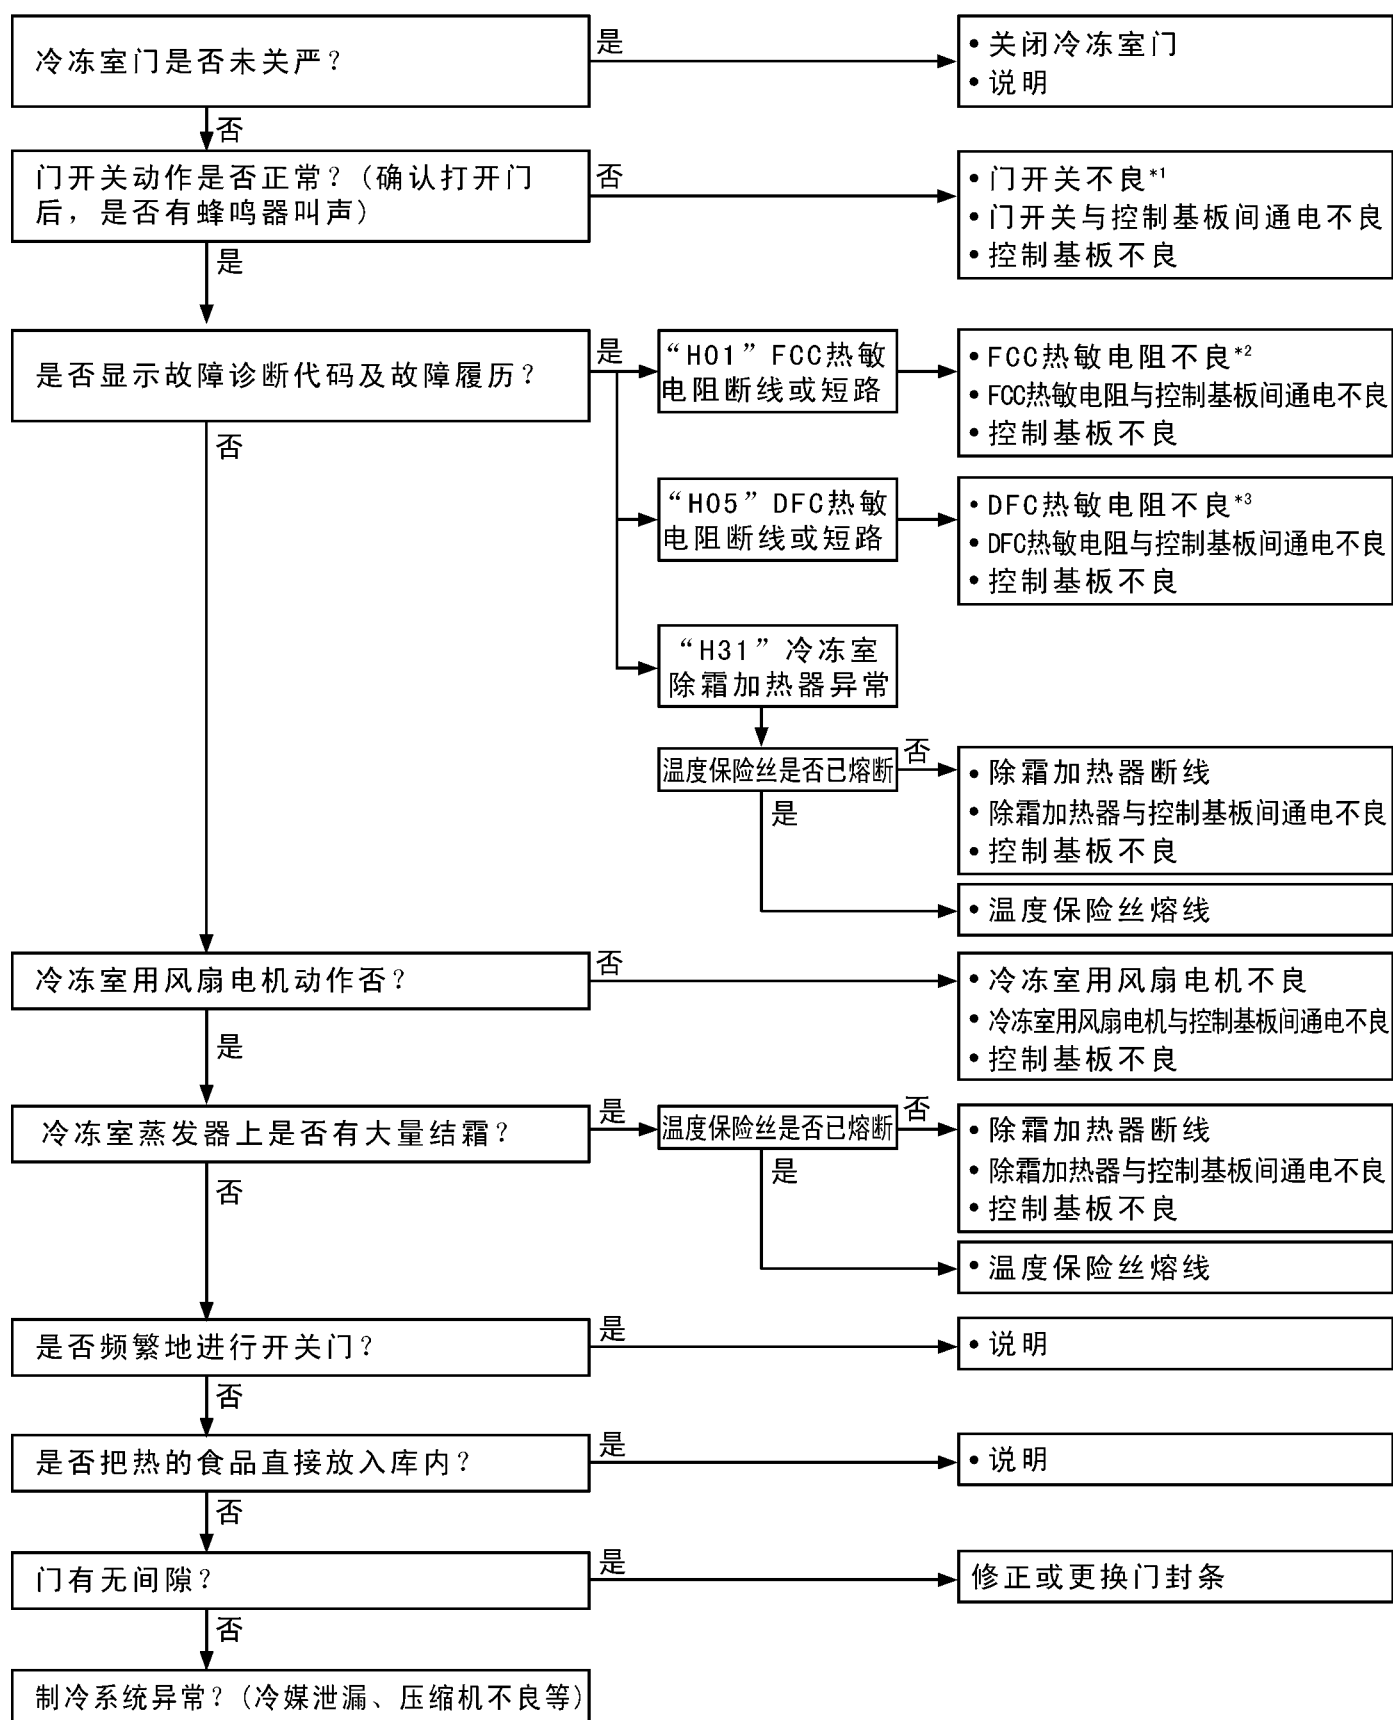 冷冻室门是否未关严？
是
• 关闭冷冻室门
• 说明
否
门开关动作是否正常？（确认打开门
后，是否有蜂鸣器叫声）
否
• 门开关不良*1
• 门开关与控制基板间通电不良
• 控制基板不良
是
是否显示故障诊断代码及故障履历？
是
“H01”FCC热敏
电阻断线或短路
• FCC热敏电阻不良*2
• FCC热敏电阻与控制基板间通电不良
• 控制基板不良
否
“H05”DFC热敏
电阻断线或短路
• DFC热敏电阻不良*3
• DFC热敏电阻与控制基板间通电不良
• 控制基板不良
“H31”冷冻室
除霜加热器异常
温度保险丝是否已熔断
否
• 除霜加热器断线
• 除霜加热器与控制基板间通电不良
• 控制基板不良
是
• 温度保险丝熔线
冷冻室用风扇电机动作否？
否
• 冷冻室用风扇电机不良
• 冷冻室用风扇电机与控制基板间通电不良
• 控制基板不良
是
冷冻室蒸发器上是否有大量结霜？
是
温度保险丝是否已熔断
否
• 除霜加热器断线
• 除霜加热器与控制基板间通电不良
• 控制基板不良
是
• 温度保险丝熔线
否
是否频繁地进行开关门？
是
• 说明
否
是否把热的食品直接放入库内？
是
• 说明
否
门有无间隙？
是
修正或更换门封条
否
制冷系统异常？（冷媒泄漏、压缩机不良等）